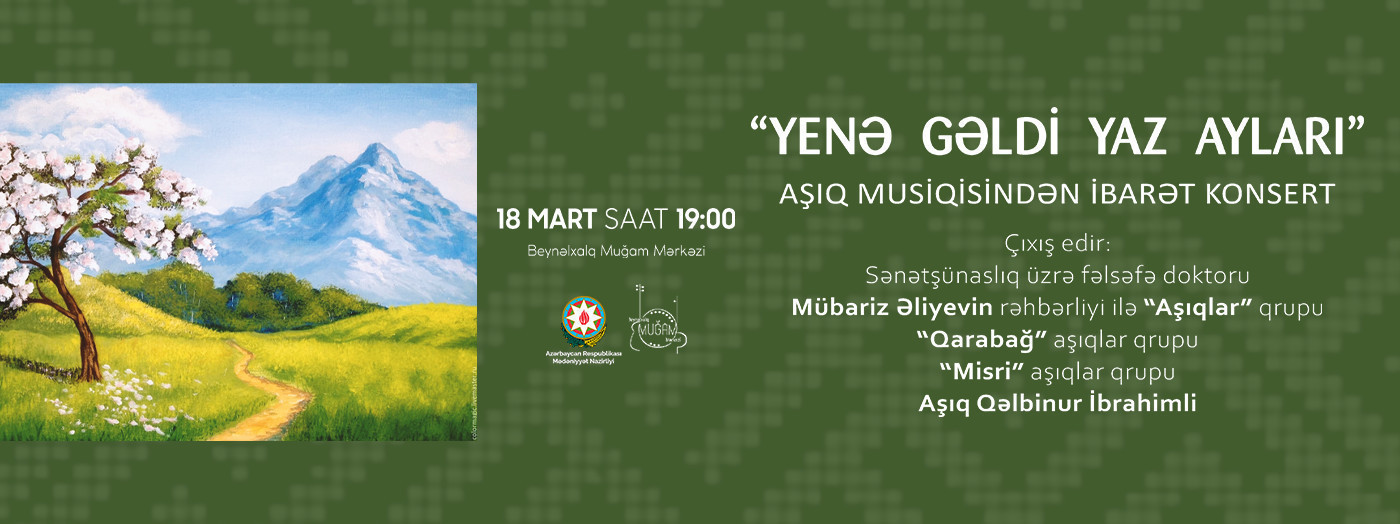 “YENƏ GƏLDİ YAZ AYLARI”
AŞIQ MUSİQİSİNDƏN İBARƏT KONSERT
Çıxış edir:
Sənətşünaslıq üzrə fəlsəfə doktoru
Mübariz Əliyevin rəhbərliyi ilə “Aşıqlar” qrupu
“Qarabağ” aşıqlar qrupu
“Misri” aşıqlar qrupu
Aşıq Qəlbinur İbrahimli
18 MART SAAT 19:00
Beynəlxalq Muğam Mərkəzi
Azərbaycan Respublikası
Mədəniyyət Nazirliyi
MUĞAM